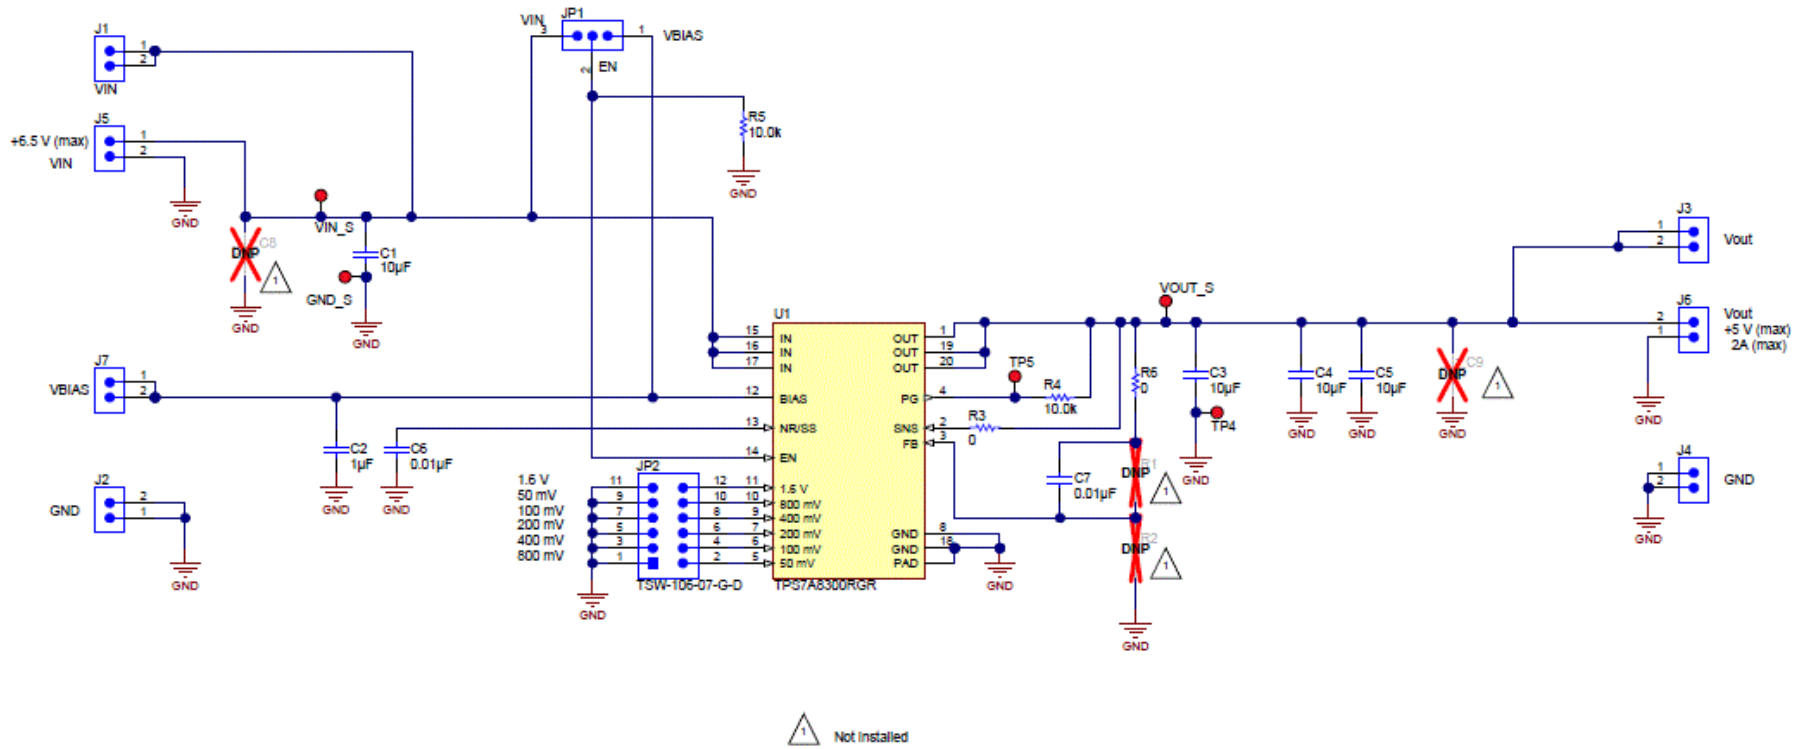 J1
1
2
VIN
J5
+6.5 V (max)
VIN
1
2
GND
VIN
3
JP1
1
VBIAS
2
EN
R5
10.0k
GND
VIN_S
C8
DNP
1
GND
C1
10µF
GND_S
GND
J7
VBIAS
1
2
C2
1µF
GND
C6
0.01µF
GND
J2
GND
2
1
GND
1.6 V
50 mV
100 mV
200 mV
400 mV
800 mV
JP2
11
9
7
5
3
1
12
10
8
6
4
2
TSW-106-07-G-D
GND
U1
15
IN
16
IN
17
IN
12
BIAS
13
NR/SS
14
EN
11
1.6 V
10
800 mV
9
400 mV
7
200 mV
6
100 mV
5
50 mV
OUT
1
OUT
19
OUT
20
PG
4
SNS
2
FB
3
GND
8
GND
18
PAD
TPS7A8300RGR
GND
TP5
R4
10.0k
R3
0
VOUT_S
R6
0
C7
0.01µF
R1
DNP
1
R2
DNP
1
GND
C3
10µF
TP4
GND
C4
10µF
GND
C5
10µF
GND
C9
DNP
1
GND
J3
1
2
Vout
J6
2
1
Vout
+5 V (max)
2A (max)
GND
J4
1
2
GND
GND
1
Not Installed